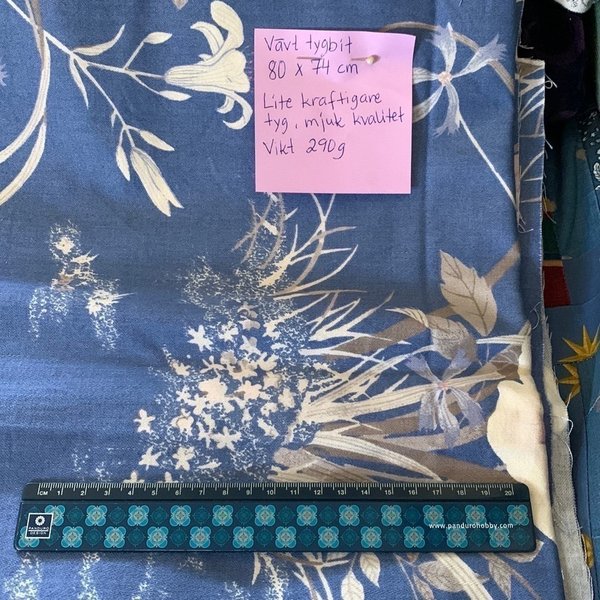 Vävt tygbit
80 x 74 cm
Lite kraftigare
tyg, mjuk kvalitet
Vikt 290g
CM 1 2 3 4 5 6 7 8 9 10 11 12 13 14 15 16 17 18 19 20
PANDURO
DESIGN
www.pandurohobby.com